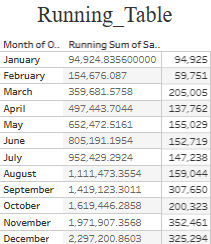 Running_Table
Month of O.. Running Sum of Sa..
January 94,924.835600000 94,925
February 154,676.087 59,751
March 359,681.5758 205,005
April 497,443.7044 137,762
May 652,472.5161 155,029
June 805,191.1954 152,719
July 952,429.2924 147,238
August 1,111,473.3554 159,044
September 1,419,123.3011 307,650
October 1,619,446.2858 200,323
November 1,971,907.3568 352,461
December 2,297,200.8603 325,294